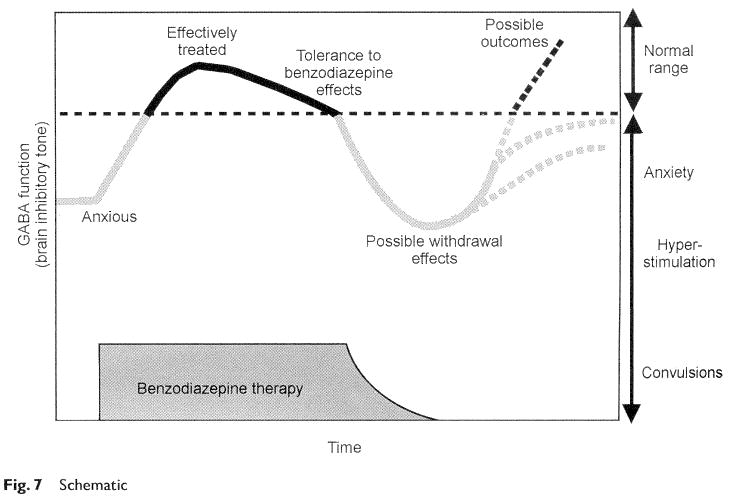 Effectively
treated
Tolerance to
benzodiazepine
effects
Possible
outcomes
Normal
range
GABA function
(brain inhibitory tone)
Anxious
Possible withdrawal
effects
Anxiety
Hyper-
stimulation
Convulsions
Benzodiazepine therapy
Time
Fig. 7 Schematic